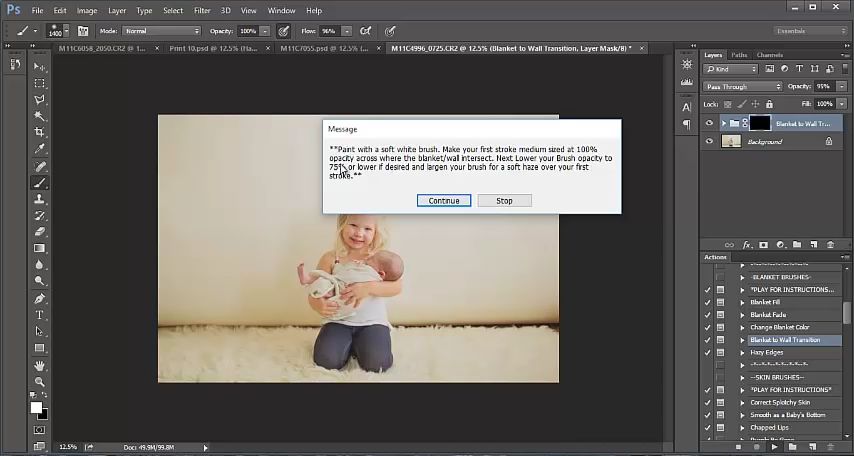 Ps File Edit Image Layer Type Select Filter 3D View Window Help
1400 Mode: Normal Opacity: 100% Flow: 96% Essentials
M11C6058_2050.CR2 @ 1... × Print 10.psd @ 12.5% (Ha... × M11C7055.psd @ 12.5% (... × M11C4996_0725.CR2 @ 12.5% (Blanket to Wall Transition, Layer Mask/8) * ×
Layers Paths Channels
Kind
Pass Through Opacity: 95%
Lock: Fill: 100%
Blanket to Wall Tr...
Background
Message
**Paint with a soft white brush. Make your first stroke medium sized at 100%
opacity across where the blanket/wall intersect. Next Lower your Brush opacity to
75% or lower if desired and largen your brush for a soft haze over your first
stroke.**
Continue Stop
fx
Actions
-BLANKET BRUSHES-
*PLAY FOR INSTRUCTIONS...
Blanket Fill
Blanket Fade
Change Blanket Color
Blanket to Wall Transition
Hazy Edges
--SKIN BRUSHES-
*PLAY FOR INSTRUCTIONS*
Correct Splotchy Skin
Smooth as a Baby's Bottom
Chapped Lips
12.5% Doc: 49.9M/99.8M